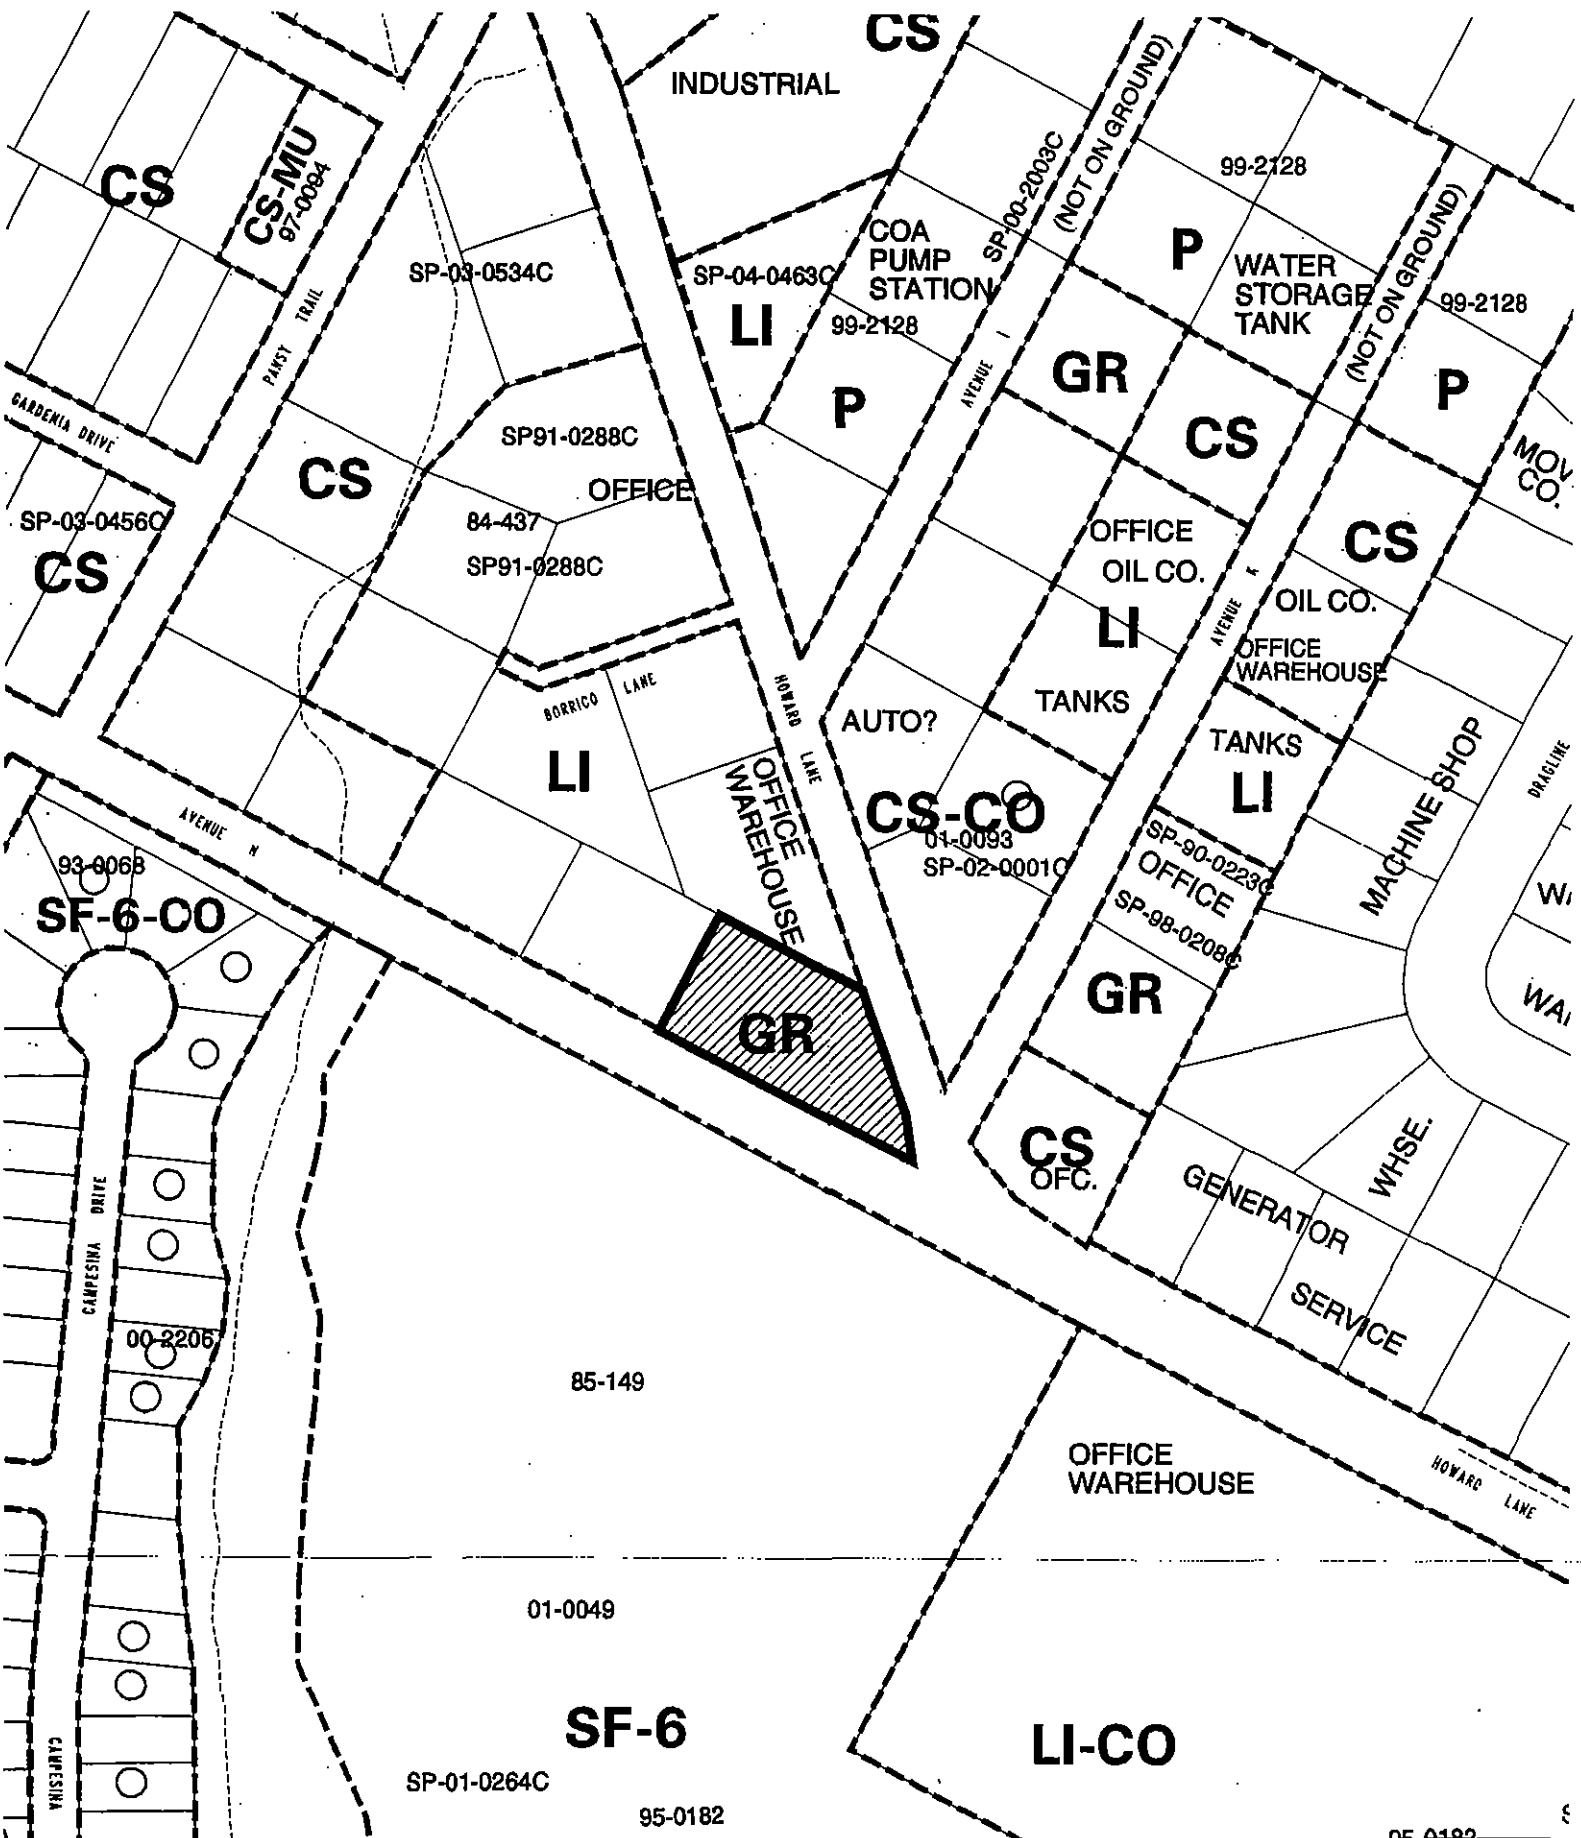 CS
INDUSTRIAL
CS
CS-MU
97-0094
SP-00-2003C
(NOT ON GROUND)
99-2128
P
WATER
STORAGE
TANK
(NOT ON GROUND)
99-2128
P
COA
PUMP
STATION
SP-03-0534C
SP-04-0463C
LI
99-2128
P
AVENUE I
GR
CS
PANSY TRAIL
GARDENIA DRIVE
CS
SP91-0288C
OFFICE
84-437
SP91-0288C
SP-03-0456C
CS
MOV.
CO.
CS
OFFICE
OIL CO.
LI
TANKS
AVENUE K
OIL CO.
OFFICE
WAREHOUSE
TANKS
LI
BORRICO LANE
HOWARD LANE
AUTO?
LI
OFFICE
WAREHOUSE
CS-CO
01-0093
SP-02-0001C
SP-90-0223C
OFFICE
SP-98-0208C
GR
MACHINE SHOP
DRAGLINE
AVENUE N
93-0068
SF-6-CO
GR
CS
OFC.
WHSE.
GENERATOR
SERVICE
CAMPESINA DRIVE
00-2206
85-149
OFFICE
WAREHOUSE
HOWARD LANE
01-0049
SF-6
LI-CO
SP-01-0264C
95-0182
95-0182
CAMPESINA